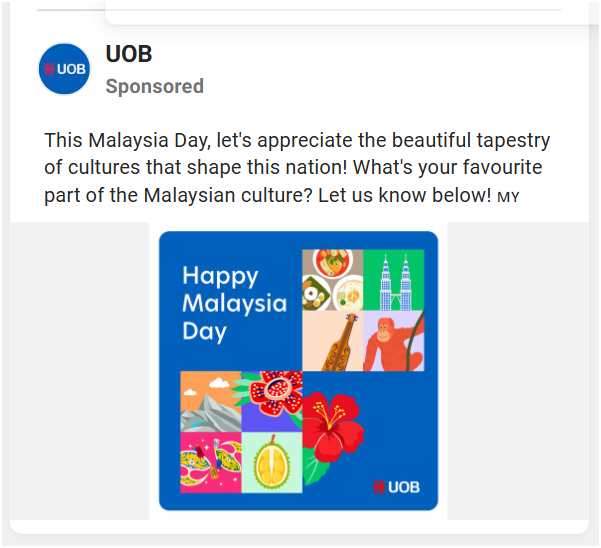 UOB
UOB
Sponsored
This Malaysia Day, let's appreciate the beautiful tapestry
of cultures that shape this nation! What's your favourite
part of the Malaysian culture? Let us know below! MY
Happy
Malaysia
Day
UOB